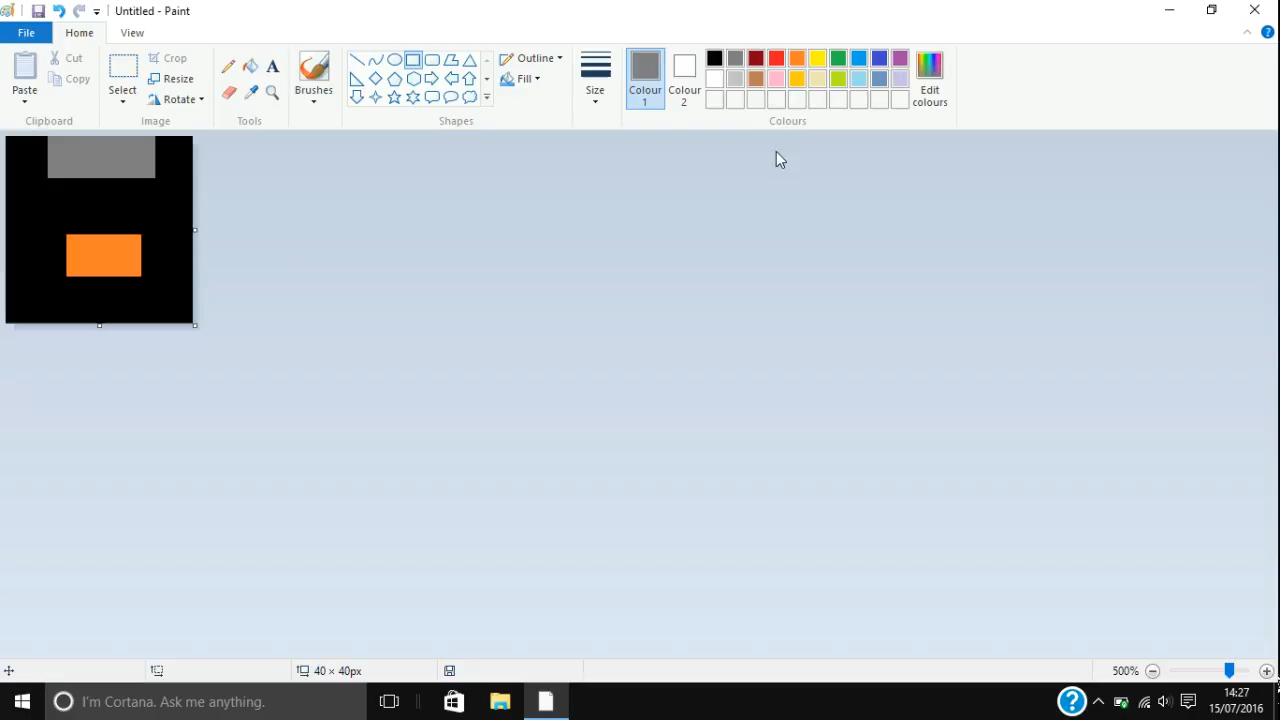 Untitled - Paint
File Home View
Paste
Cut
Copy
Clipboard
Select
Crop
Resize
Rotate
Image
A
Tools
Brushes
Outline
Fill
Shapes
Size
Colour 1
Colour 2
Edit colours
Colours
40 × 40px
500%
I'm Cortana. Ask me anything.
14:27
15/07/2016